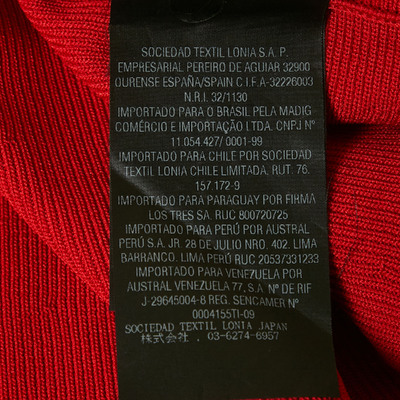 SOCIEDAD TEXTIL LONIA S.A. P.
EMPRESARIAL PEREIRO DE AGUIAR 32900
OURENSE ESPAÑA/SPAIN C.I.F.A-32226003
N.R.I. 32/1130
IMPORTADO PARA O BRASIL PELA MADIG
COMÉRCIO E IMPORTAÇÃO LTDA. CNPJ Nº
11.054.427/ 0001-99
IMPORTADO PARA CHILE POR SOCIEDAD
TEXTIL LONIA CHILE LIMITADA. RUT: 76.
157.172-9
IMPORTADO PARA PARAGUAY POR FIRMA
LOS TRES SA. RUC 800720725
IMPORTADO PARA PERÚ POR AUSTRAL
PERÚ S.A. JR. 28 DE JULIO NRO. 402. LIMA
BARRANCO. LIMA PERU RUC 2053/331233
IMPORTADO PARA VENEZUELA POR
AUSTRAL VENEZUELA 77, S.A. Nº DE RIF
J-29645004-8 REG. SENCAMER Nº
0004155TI-09
SOCIEDAD TEXTIL LONIA JAPAN
株式会社 . 03-6274-6957